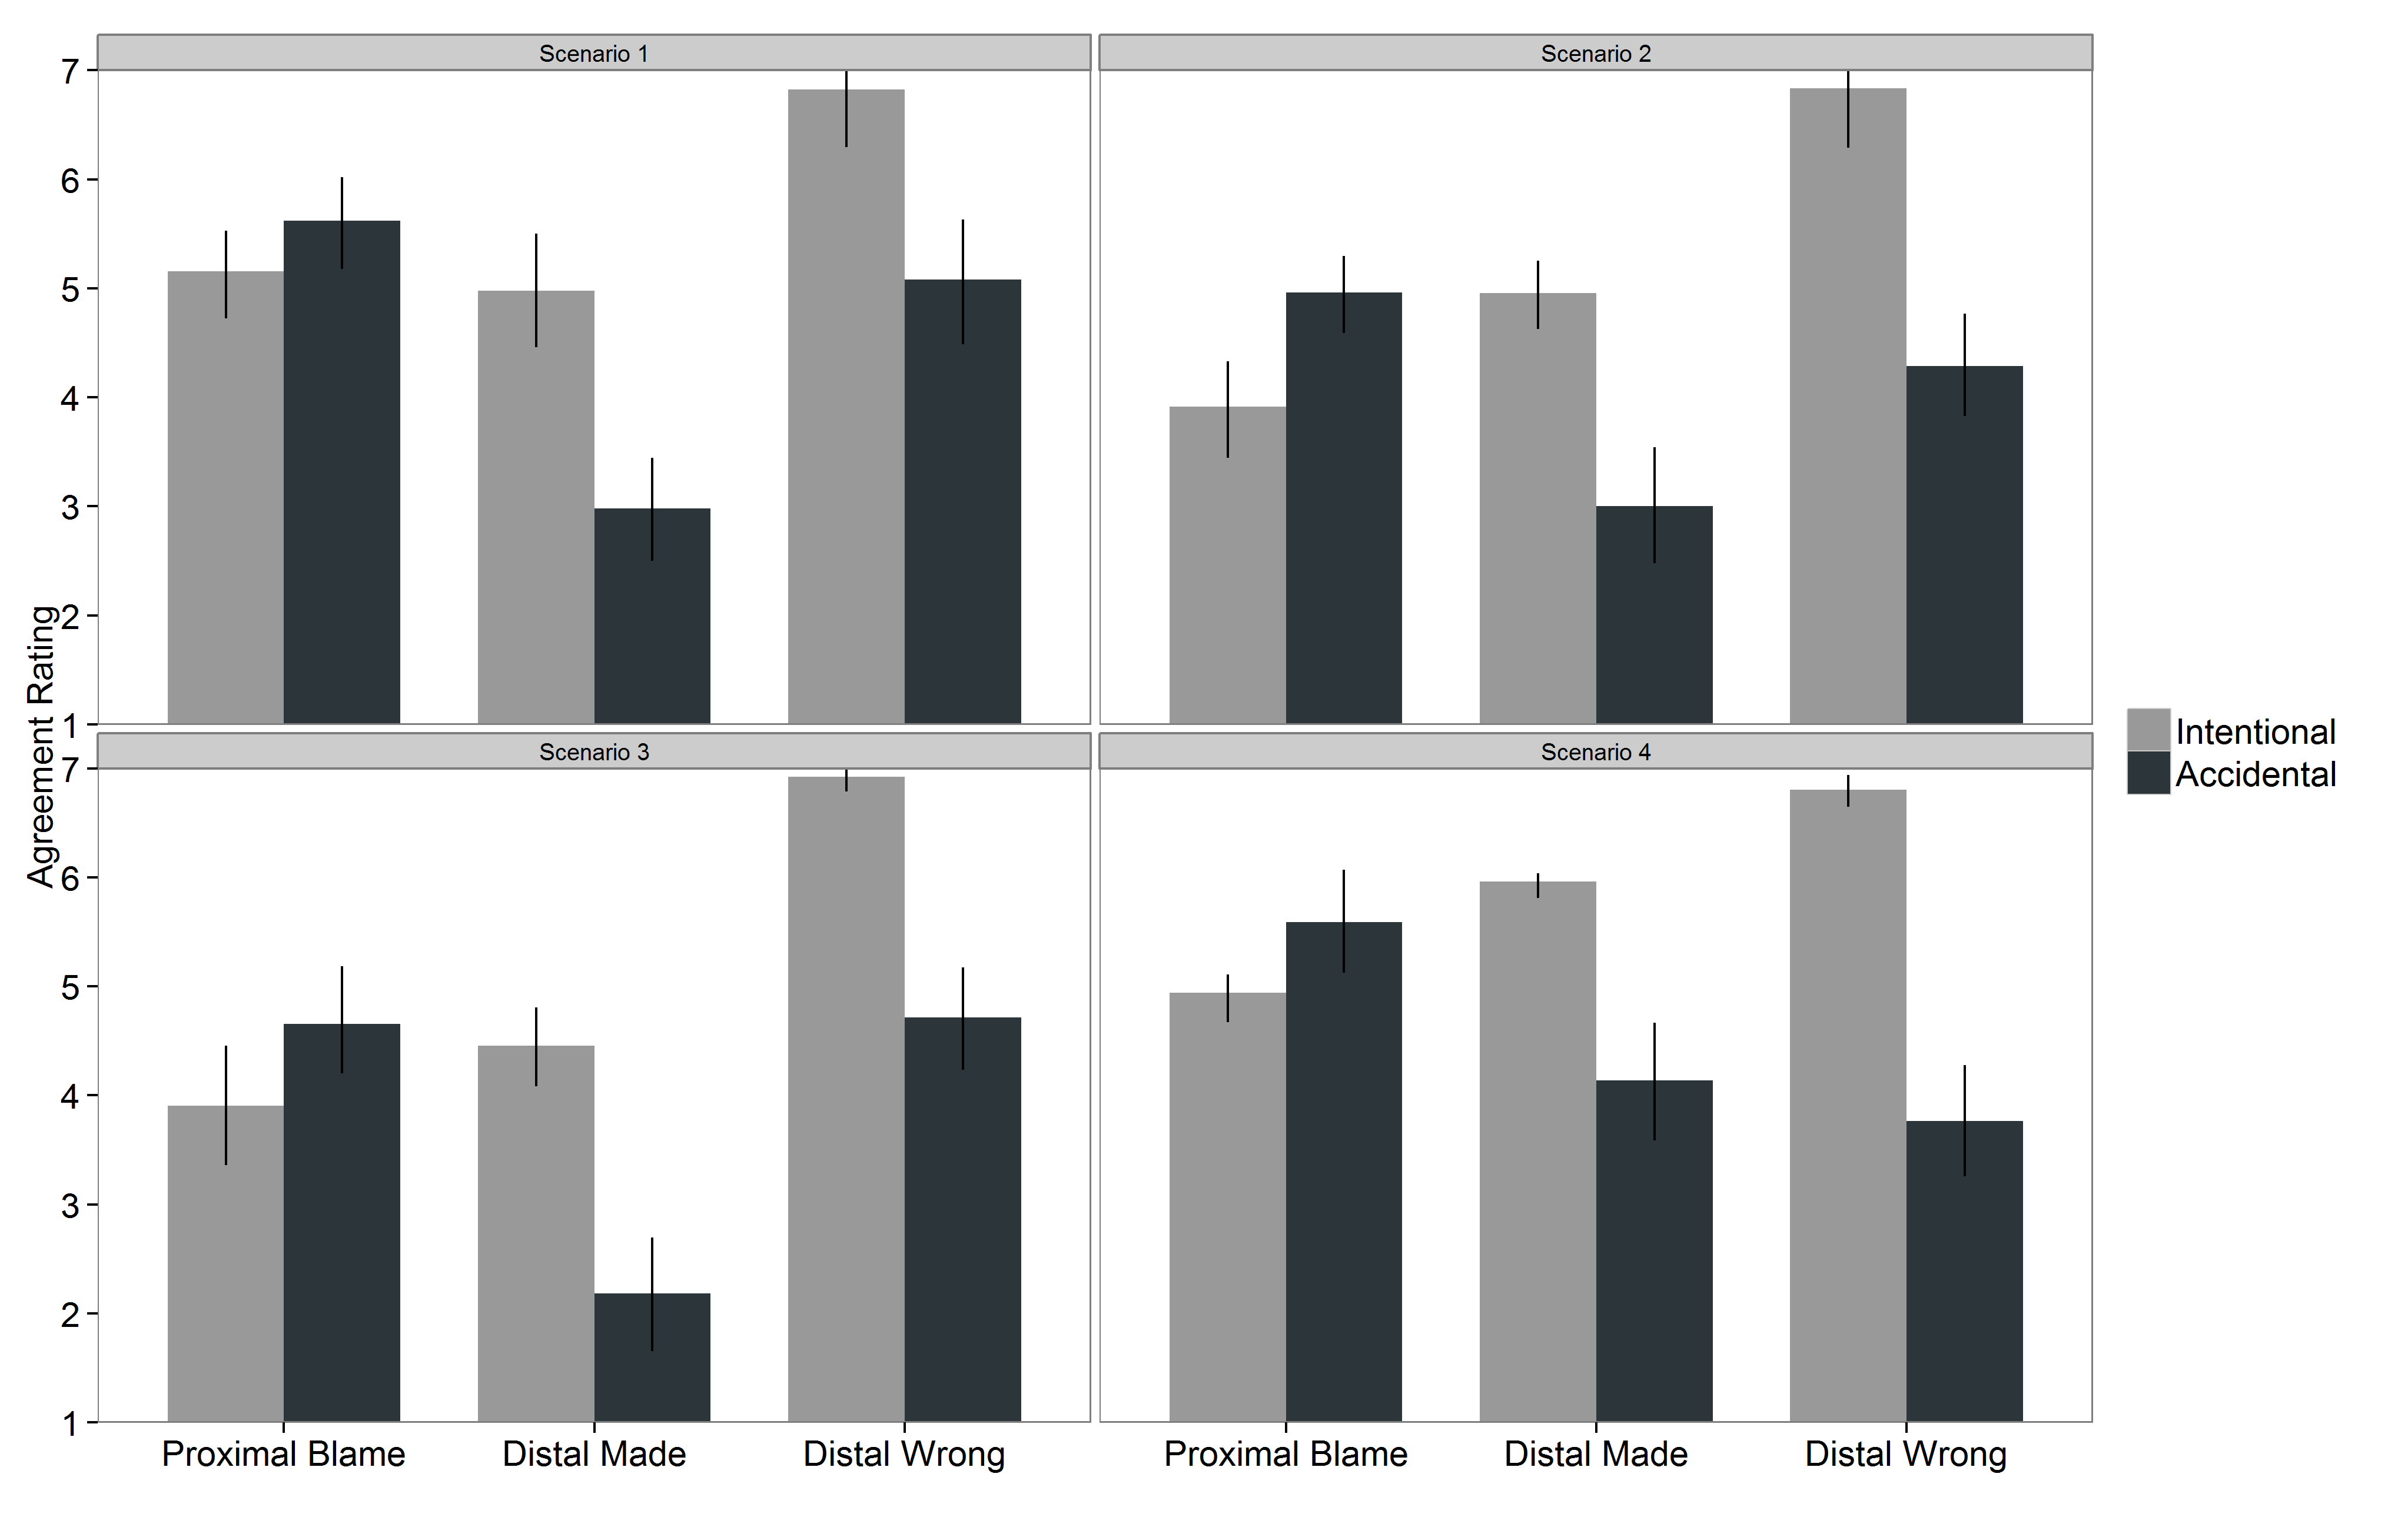 Scenario 1
Scenario 2
7
6
5
4
3
2
1
Agreement Rating
Scenario 3
Scenario 4
7
6
5
4
3
2
1
Proximal Blame
Distal Made
Distal Wrong
Proximal Blame
Distal Made
Distal Wrong
Intentional
Accidental